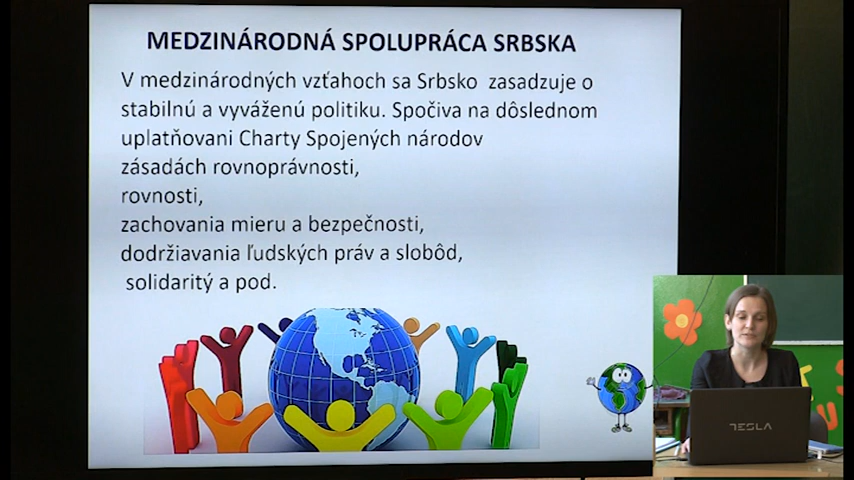 MEDZINÁRODNÁ SPOLUPRÁCA SRBSKA
V medzinárodných vzťahoch sa Srbsko zasadzuje o
stabilnú a vyváženú politiku. Spočiva na dôslednom
uplatňovani Charty Spojených národov
zásadách rovnoprávnosti,
rovnosti,
zachovania mieru a bezpečnosti,
dodržiavania ľudských práv a slobôd,
solidaritý a pod.
TESLA